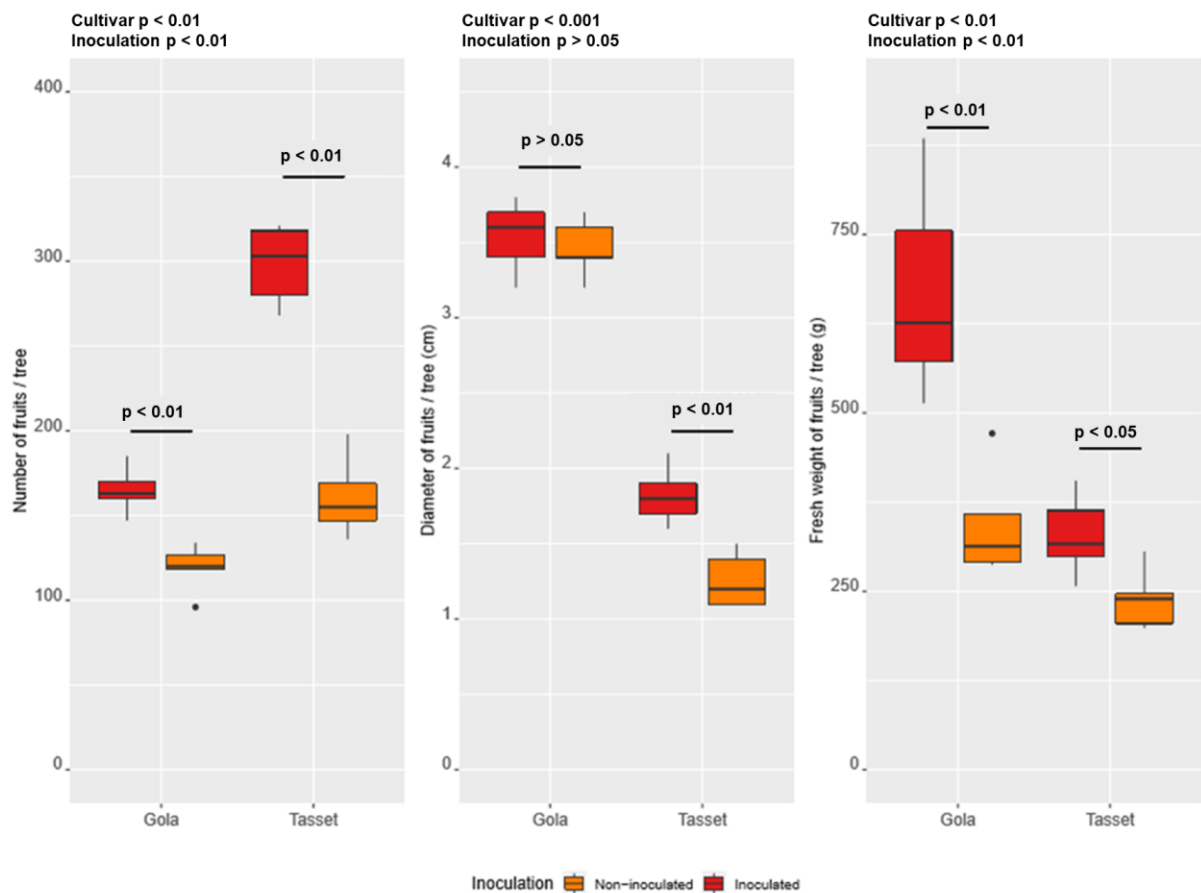 Cultivar p < 0.01
Inoculation p < 0.01
Number of fruits / tree
400
300
200
100
0
p < 0.01
p < 0.01
Gola
Tasset
Cultivar p < 0.001
Inoculation p > 0.05
Diameter of fruits / tree (cm)
4
3
2
1
0
p > 0.05
p < 0.01
Gola
Tasset
Cultivar p < 0.01
Inoculation p < 0.01
Fresh weight of fruits / tree (g)
750
500
250
0
p < 0.01
p < 0.05
Gola
Tasset
Inoculation Non-inoculated Inoculated